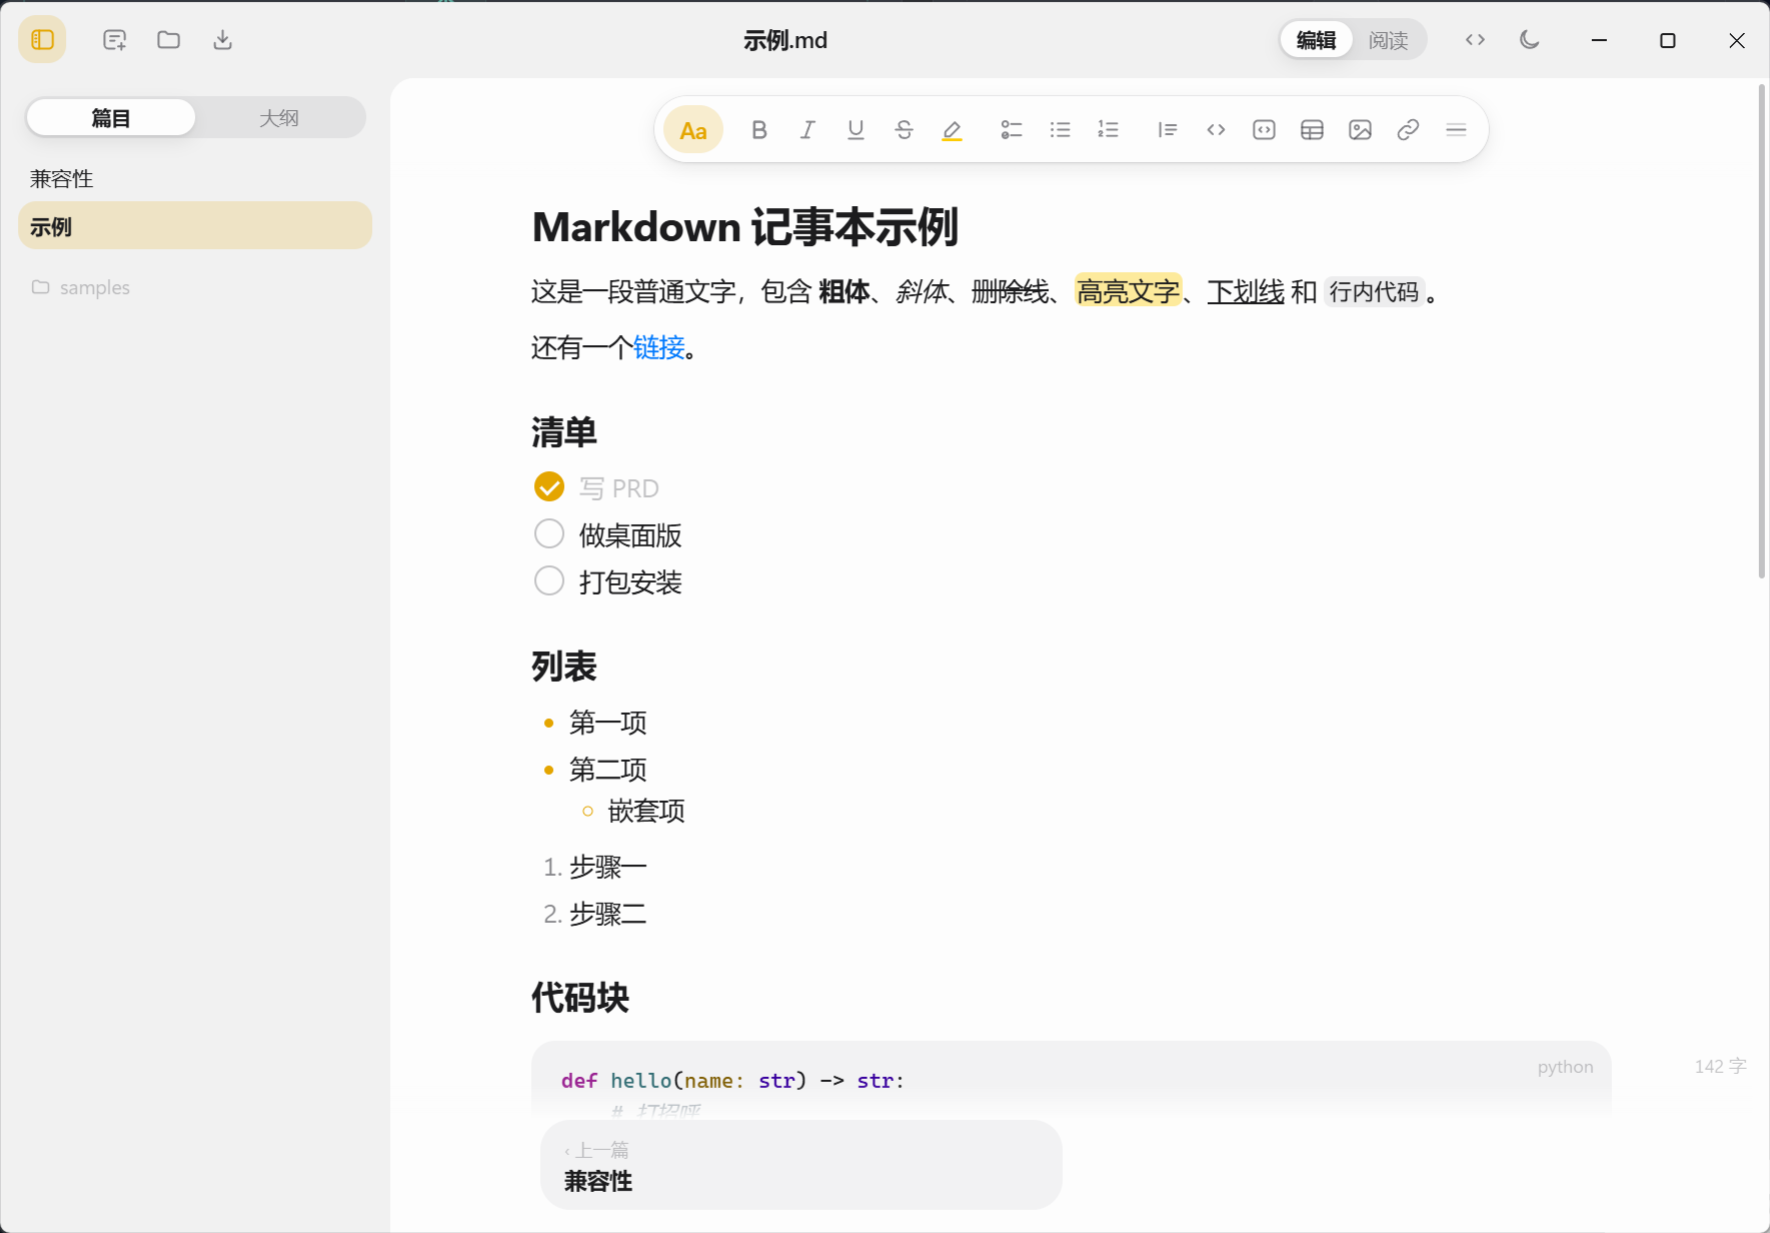 示例.md
编辑 阅读
篇目 大纲
兼容性
示例
samples
Aa
Markdown 记事本示例
这是一段普通文字，包含 粗体、斜体、删除线、高亮文字、下划线 和 行内代码。
还有一个链接。
清单
写 PRD
做桌面版
打包安装
列表
第一项
第二项
嵌套项
1. 步骤一
2. 步骤二
代码块
python
def hello(name: str) -> str:
# 打招呼
142 字
‹ 上一篇
兼容性